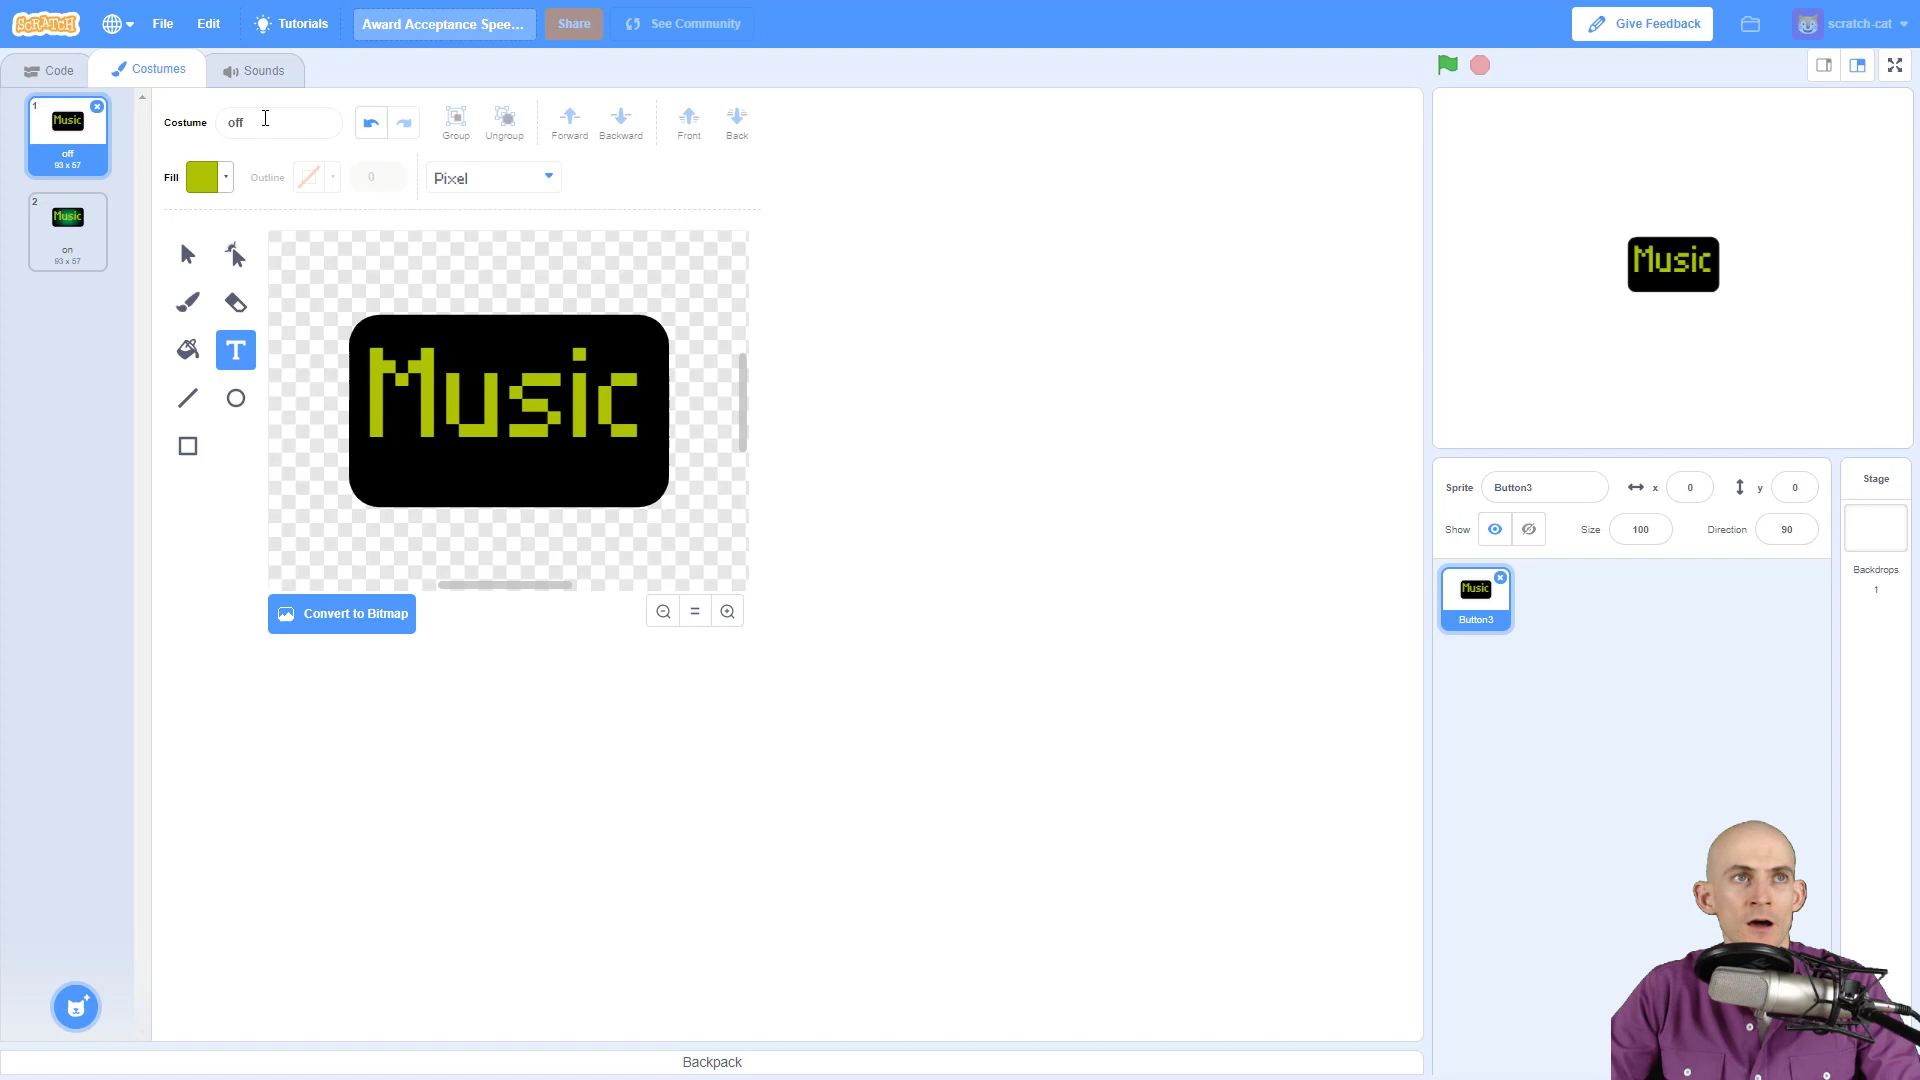 SCRATCH File Edit Tutorials Award Acceptance Spee... Share See Community Give Feedback scratch-cat
Code Costumes Sounds
1 Music off 93 x 57
2 Music on 93 x 57
Costume off Group Ungroup Forward Backward Front Back
Fill Outline 0 Pixel
T
Music
Convert to Bitmap =
Music
Sprite Button3 x 0 y 0
Show Size 100 Direction 90
Music
Button3
Stage
Backdrops
1
Backpack